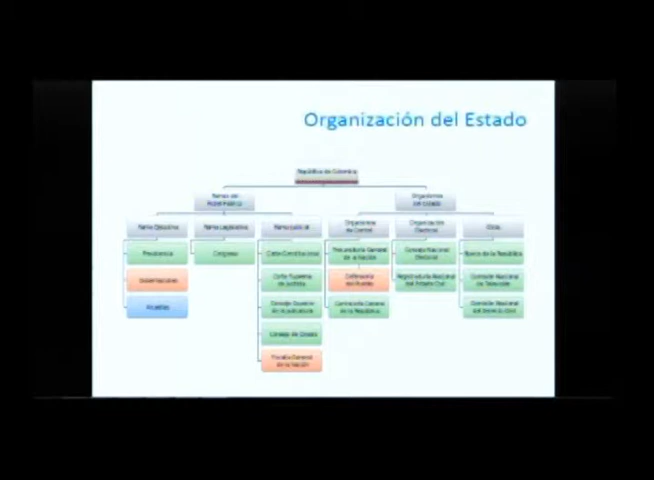 Organización del Estado
República de Colombia
Ramas del
Poder Público
Organismos
del Estado
Rama Ejecutiva
Rama Legislativa
Rama Judicial
Organismos
de Control
Organización
Electoral
Otros
Presidencia
Congreso
Corte Constitucional
Procuraduría General
de la Nación
Consejo Nacional
Electoral
Banco de la República
Gobernaciones
Corte Suprema
de Justicia
Defensoría
del Pueblo
Registraduría Nacional
del Estado Civil
Comisión Nacional
de Televisión
Alcaldías
Consejo Superior
de la Judicatura
Contraloría General
de la República
Comisión Nacional
del Servicio Civil
Consejo de Estado
Fiscalía General
de la Nación